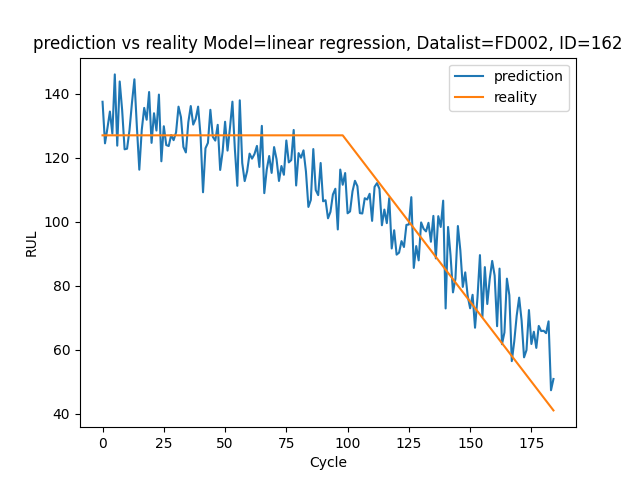 prediction vs reality Model=linear regression, Datalist=FD002, ID=162
prediction
reality
RUL
140
120
100
80
60
40
0 25 50 75 100 125 150 175
Cycle